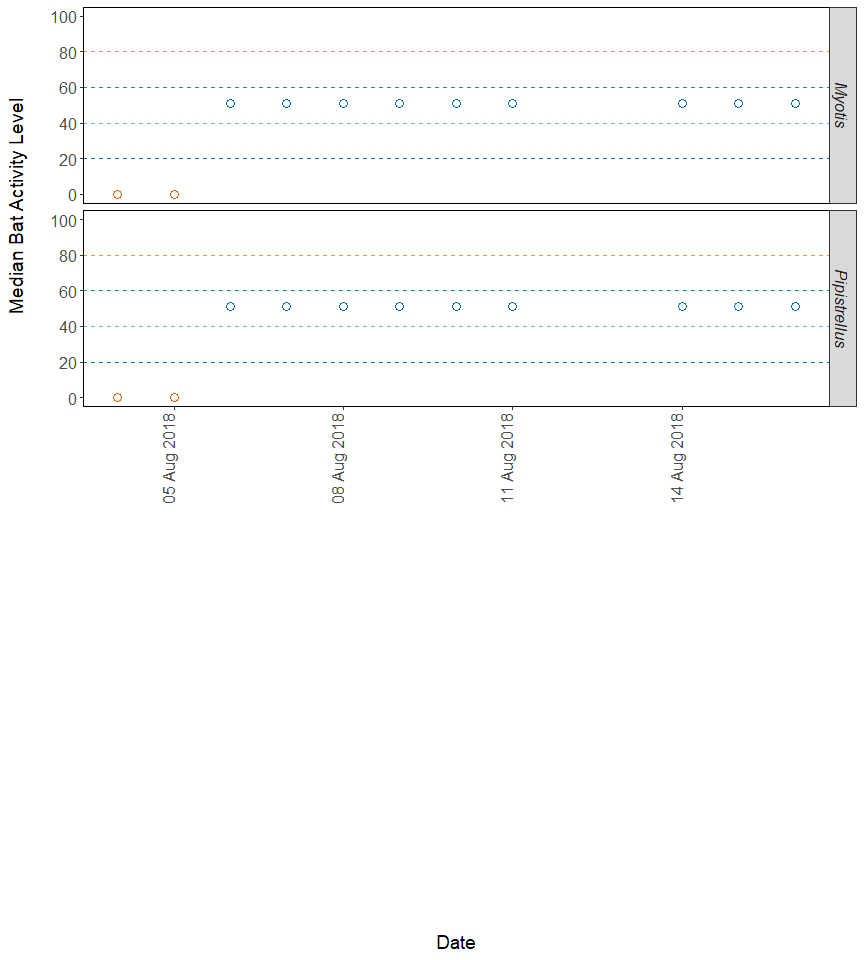 Median Bat Activity Level
100
80
60
40
20
0
Myotis
100
80
60
40
20
0
Pipistrellus
05 Aug 2018
08 Aug 2018
11 Aug 2018
14 Aug 2018
Date